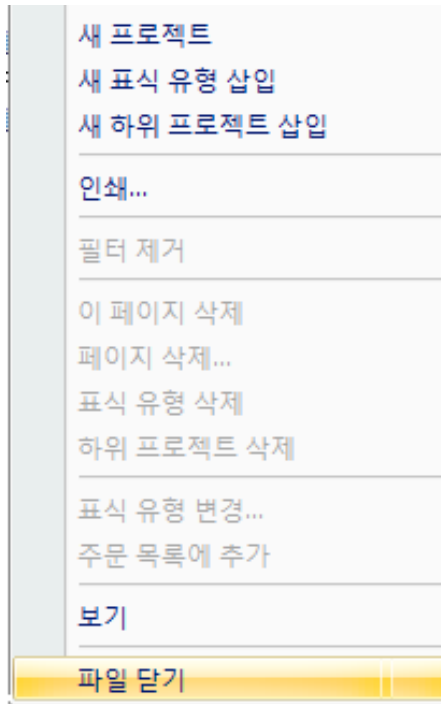 새 프로젝트
새 표식 유형 삽입
새 하위 프로젝트 삽입
인쇄...
필터 제거
이 페이지 삭제
페이지 삭제...
표식 유형 삭제
하위 프로젝트 삭제
표식 유형 변경...
주문 목록에 추가
보기
파일 닫기